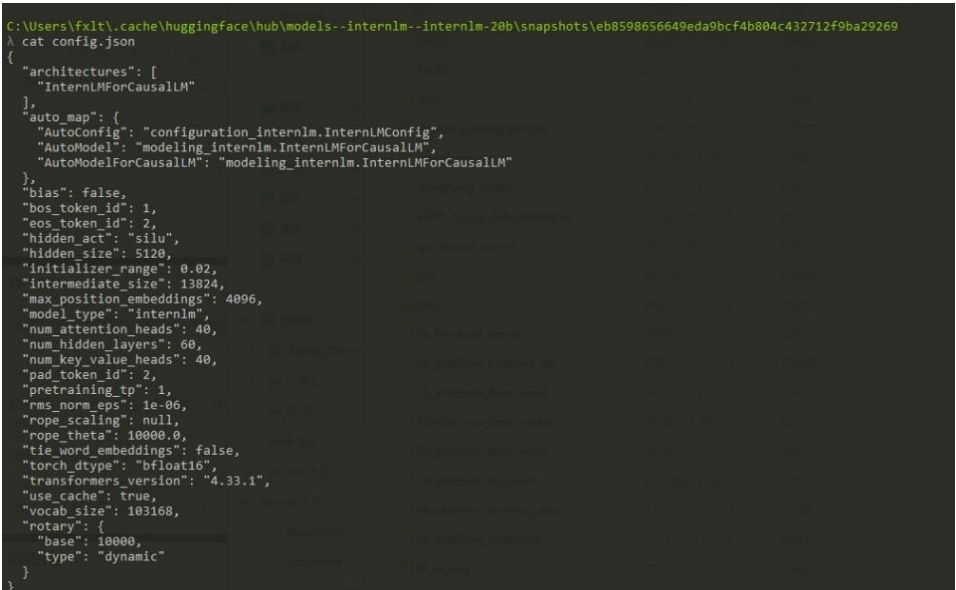 C:\Users\fxlt\.cache\huggingface\hub\models--internlm--internlm-20b\snapshots\eb8598656649eda9bcf4b804c432712f9ba29269
λ cat config.json
{
  "architectures": [
    "InternLMForCausalLM"
  ],
  "auto_map": {
    "AutoConfig": "configuration_internlm.InternLMConfig",
    "AutoModel": "modeling_internlm.InternLMForCausalLM",
    "AutoModelForCausalLM": "modeling_internlm.InternLMForCausalLM"
  },
  "bias": false,
  "bos_token_id": 1,
  "eos_token_id": 2,
  "hidden_act": "silu",
  "hidden_size": 5120,
  "initializer_range": 0.02,
  "intermediate_size": 13824,
  "max_position_embeddings": 4096,
  "model_type": "internlm",
  "num_attention_heads": 40,
  "num_hidden_layers": 60,
  "num_key_value_heads": 40,
  "pad_token_id": 2,
  "pretraining_tp": 1,
  "rms_norm_eps": 1e-06,
  "rope_scaling": null,
  "rope_theta": 10000.0,
  "tie_word_embeddings": false,
  "torch_dtype": "bfloat16",
  "transformers_version": "4.33.1",
  "use_cache": true,
  "vocab_size": 103168,
  "rotary": {
    "base": 10000,
    "type": "dynamic"
  }
}